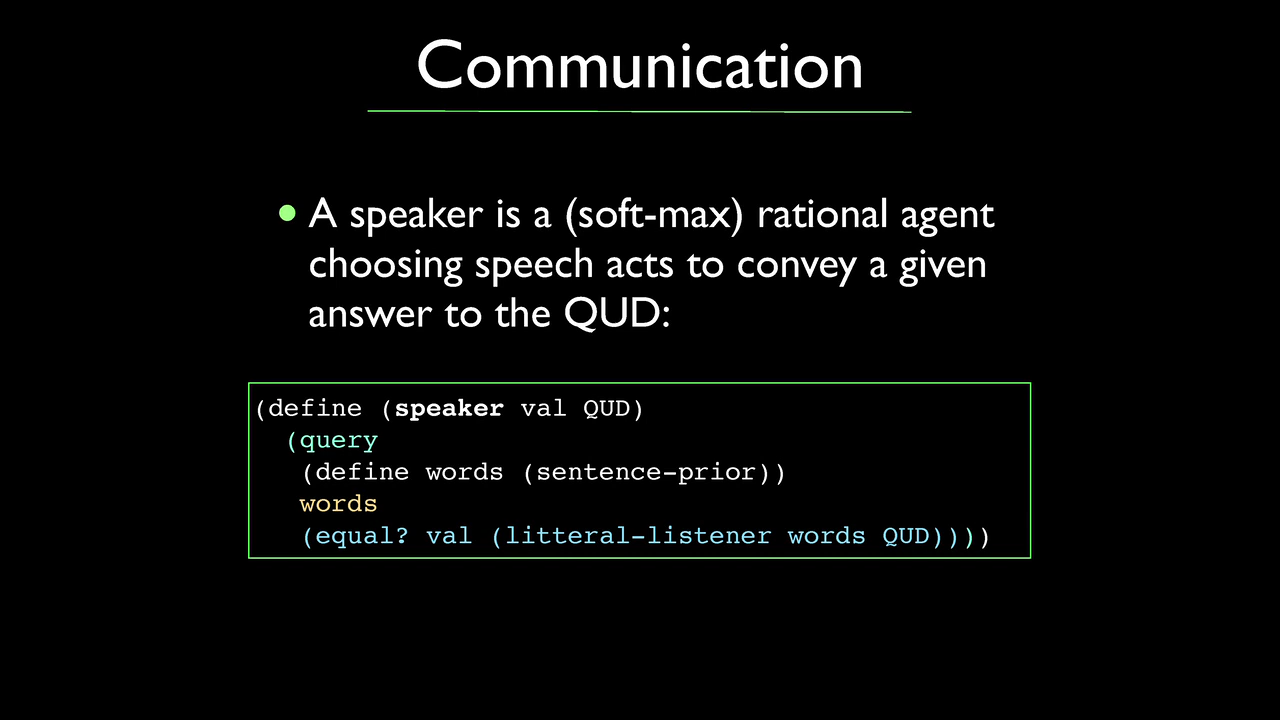 Communication
• A speaker is a (soft-max) rational agent
choosing speech acts to convey a given
answer to the QUD:
(define (speaker val QUD)
  (query
   (define words (sentence-prior))
   words
   (equal? val (litteral-listener words QUD))))